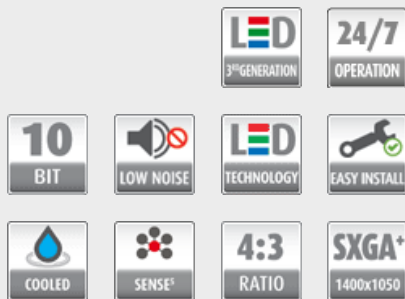 LED
3RD GENERATION
24/7
OPERATION
10
BIT
LOW NOISE
LED
TECHNOLOGY
EASY INSTALL
COOLED
SENSE⁵
4:3
RATIO
SXGA+
1400x1050